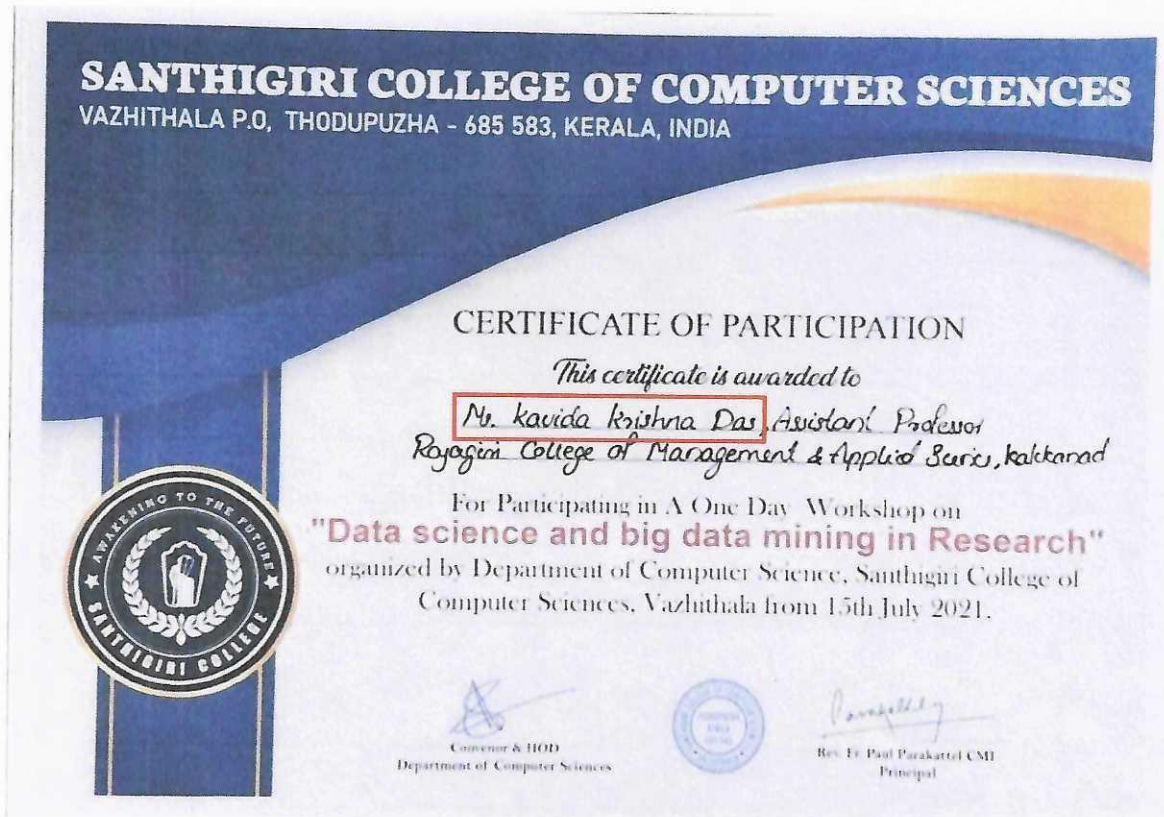 SANTHIGIRI COLLEGE OF COMPUTER SCIENCES
VAZHITHALA P.O, THODUPUZHA - 685 583, KERALA, INDIA
CERTIFICATE OF PARTICIPATION
This certificate is awarded to
Ms. Kavida Krishna Das, Assistant Professor
Rajagiri College of Management & Applied, Kakkanad
For Participating in A One Day Workshop on
"Data science and big data mining in Research"
organized by Department of Computer Science, Santhigiri College of
Computer Sciences, Vazhithala from 15th July 2021.
AWAKENING TO THE FUTURE
SANTHIGIRI COLLEGE
Convenor & HOD
Department of Computer Sciences
Rev. Fr. Paul Parakattel CMI
Principal